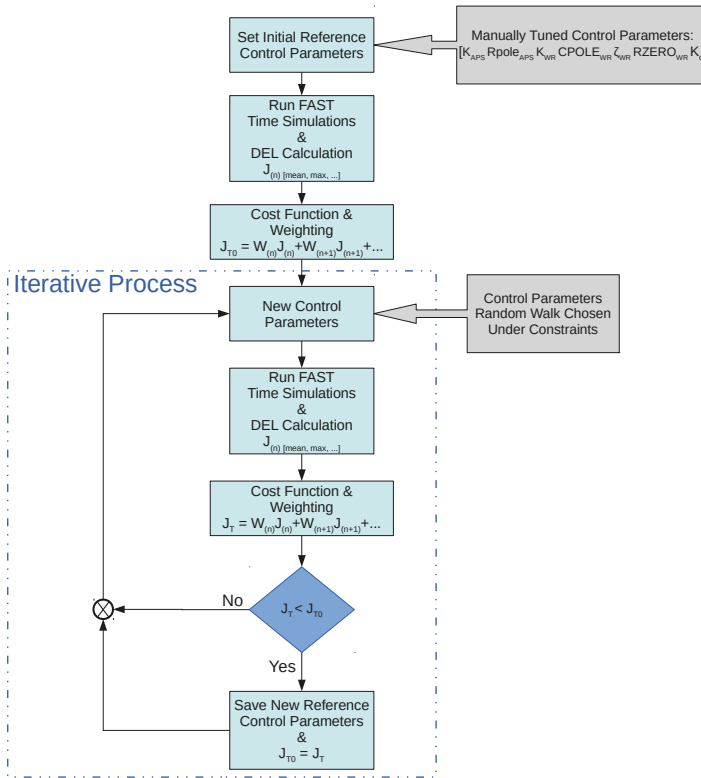 Set Initial Reference
Control Parameters
Manually Tuned Control Parameters:
[K_APS Rpole_APS K_WR CPOLE_WR ζ_WR RZERO_WR K
Run FAST
Time Simulations
&
DEL Calculation
J_(n) [mean, max, ...]
Cost Function &
Weighting
J_T0 = W_(n)J_(n)+W_(n+1)J_(n+1)+...
Iterative Process
New Control
Parameters
Control Parameters
Random Walk Chosen
Under Constraints
Run FAST
Time Simulations
&
DEL Calculation
J_(n) [mean, max, ...]
Cost Function &
Weighting
J_T = W_(n)J_(n)+W_(n+1)J_(n+1)+...
J_T < J_T0
No
Yes
Save New Reference
Control Parameters
&
J_T0 = J_T